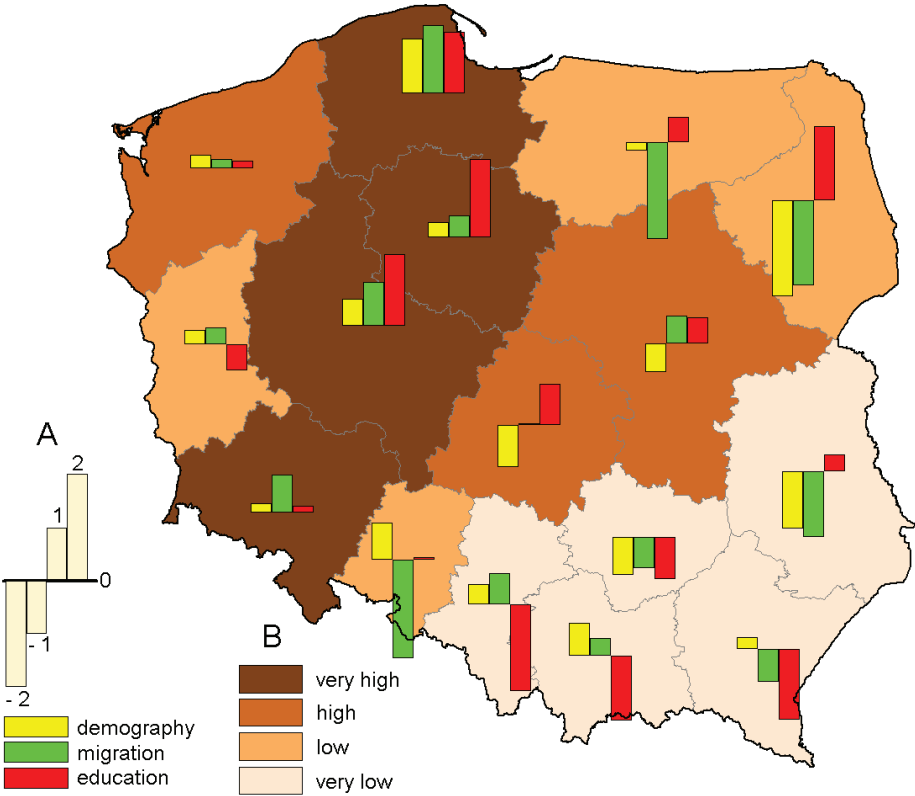 A
2
1
0
- 1
- 2
demography
migration
education
B
very high
high
low
very low